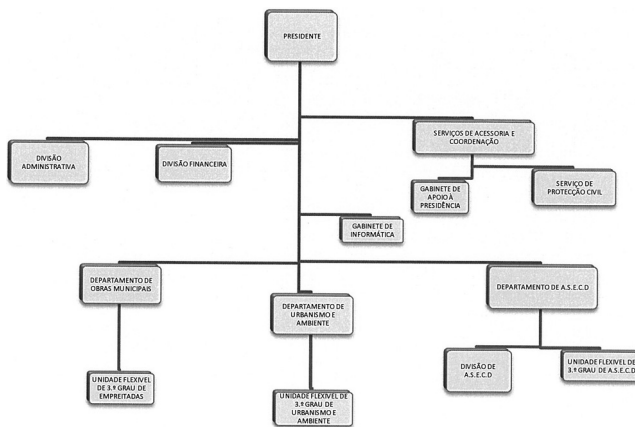 PRESIDENTE
SERVIÇOS DE ACESSORIA E
COORDENAÇÃO
DIVISÃO
ADMINISTRATIVA
DIVISÃO FINANCEIRA
GABINETE DE
APOIO À
PRESIDÊNCIA
SERVIÇO DE
PROTECÇÃO CIVIL
GABINETE DE
INFORMÁTICA
DEPARTAMENTO DE
OBRAS MUNICIPAIS
DEPARTAMENTO DE
URBANISMO E
AMBIENTE
DEPARTAMENTO DE A.S.E.C.D
UNIDADE FLEXIVEL
DE 3.º GRAU DE
EMPREITADAS
UNIDADE FLEXIVEL DE
3.º GRAU DE
URBANISMO E
AMBIENTE
DIVISÃO DE
A.S.E.C.D
UNIDADE FLEXIVEL DE
3.º GRAU DE A.S.E.C.D